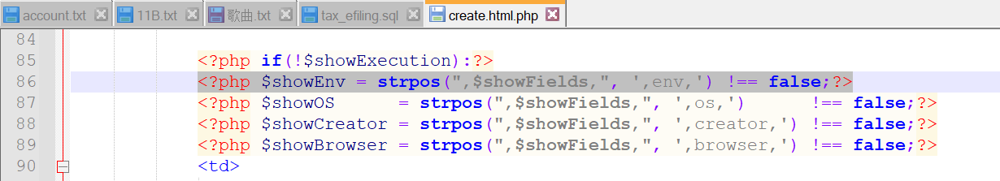 account.txt 11B.txt 歌曲.txt tax_efiling.sql create.html.php
84
85 <?php if(!$showExecution):?>
86 <?php $showEnv = strpos(",$showFields,", ',env,') !== false;?>
87 <?php $showOS      = strpos(",$showFields,", ',os,')      !== false;?>
88 <?php $showCreator = strpos(",$showFields,", ',creator,') !== false;?>
89 <?php $showBrowser = strpos(",$showFields,", ',browser,') !== false;?>
90 <td>